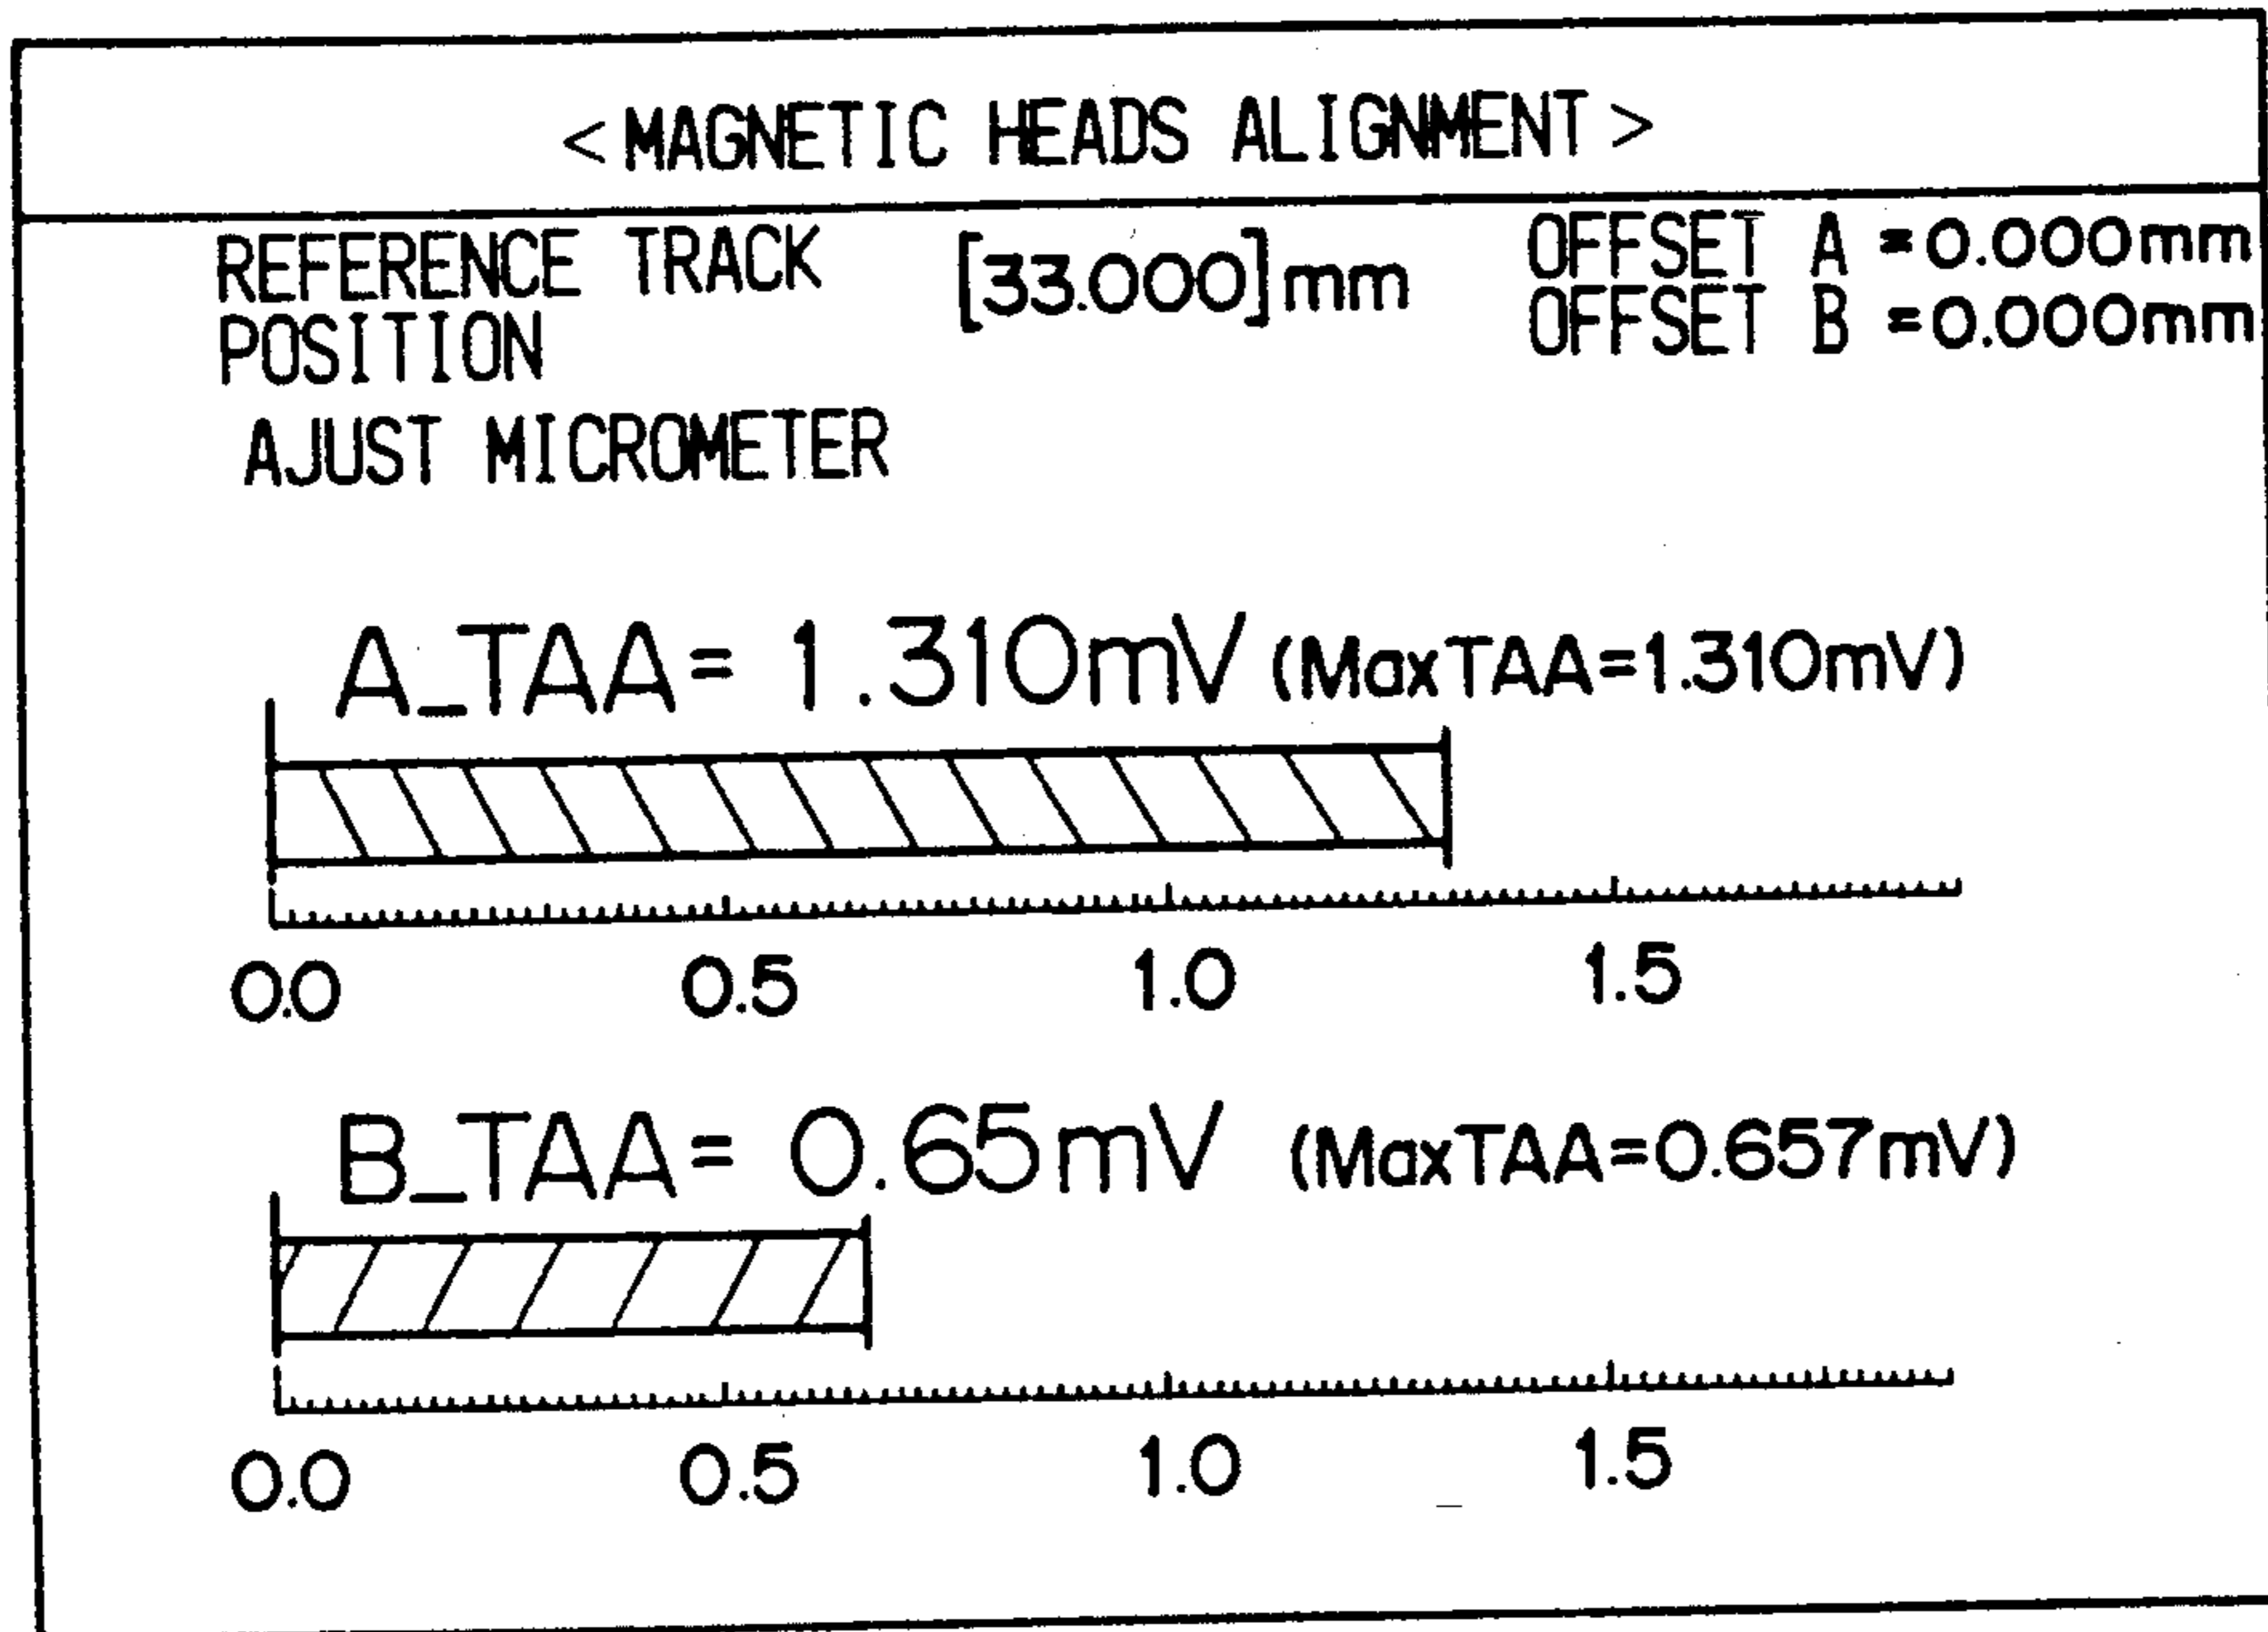 <MAGNETIC HEADS ALIGNMENT>
REFERENCE TRACK [33.000]mm OFFSET A =0.000mm
POSITION OFFSET B =0.000mm
AJUST MICROMETER
A_TAA= 1.310mV (MaxTAA=1.310mV)
0.0 0.5 1.0 1.5
B_TAA= 0.65mV (MaxTAA=0.657mV)
0.0 0.5 1.0 1.5